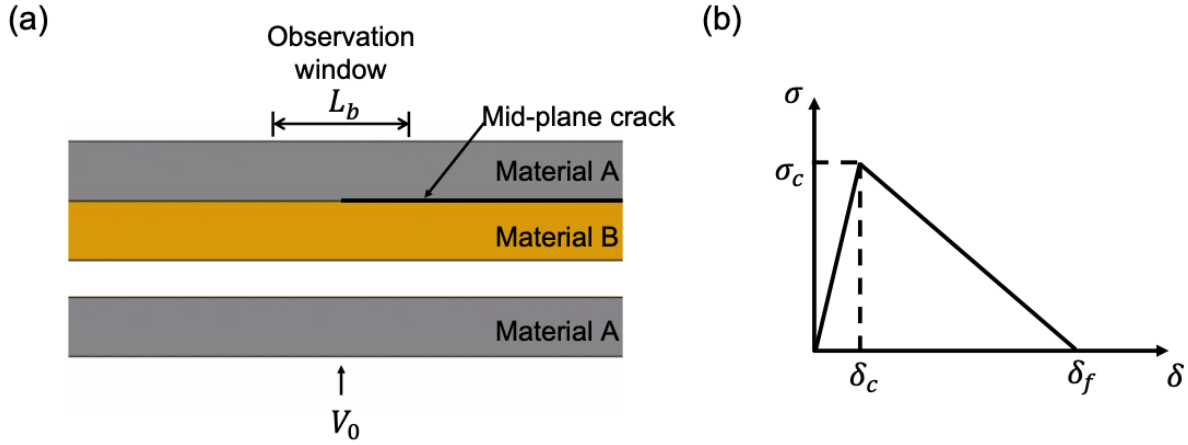 (a)
Observation
window
L_b
Mid-plane crack
Material A
Material B
Material A
V_0
(b)
σ
σ_c
δ_c
δ_f
δ